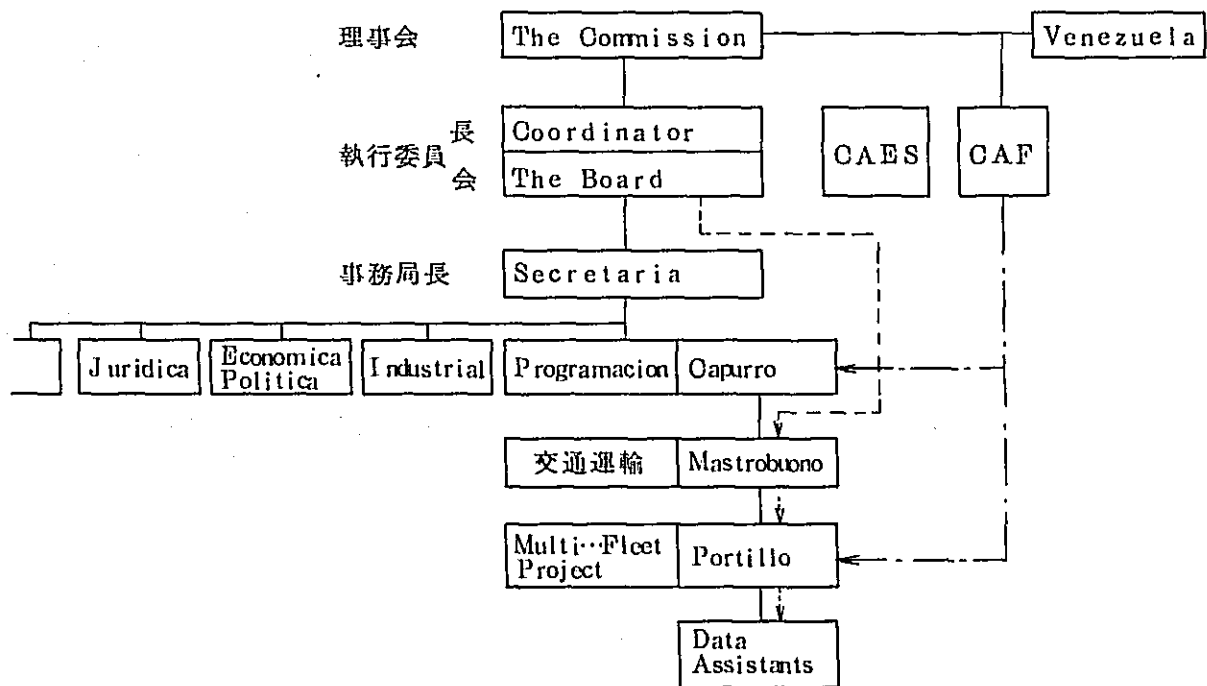 理事会
The Commission
Venezuela
長
Coordinator
執行委員
会
The Board
CAES
CAF
事務局長
Secretaria
Juridica
Economica
Politica
Industrial
Programacion
Capurro
交通運輸
Mastrobuono
Multi…Fleet
Project
Portillo
Data
Assistants